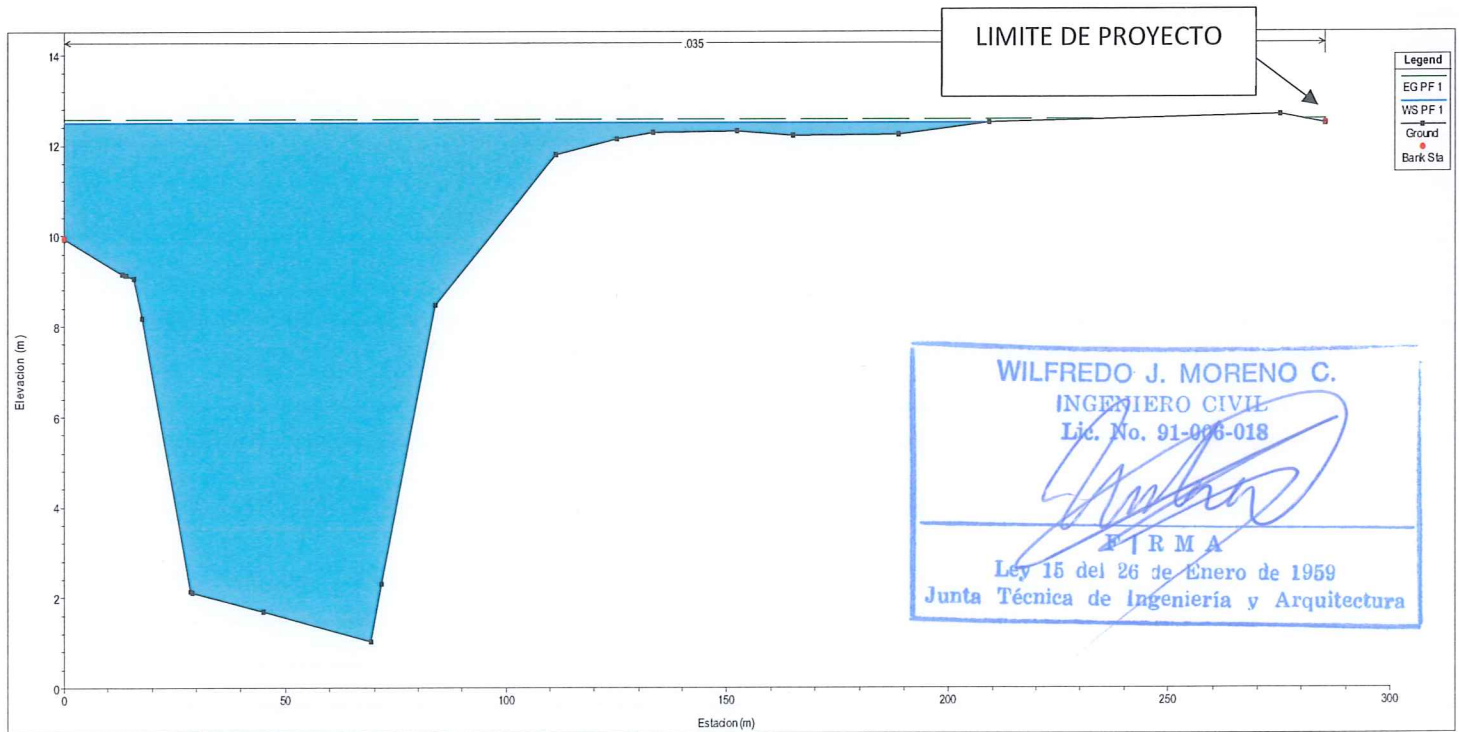 LIMITE DE PROYECTO
.035
Legend
EG PF 1
WS PF 1
Ground
Bank Sta
Elevacion (m)
14
12
10
8
6
4
2
0
0 50 100 150 200 250 300
Estacion (m)
WILFREDO J. MORENO C.
INGENIERO CIVIL
Lic. No. 91-006-018
FIRMA
Ley 15 del 26 de Enero de 1959
Junta Técnica de Ingeniería y Arquitectura